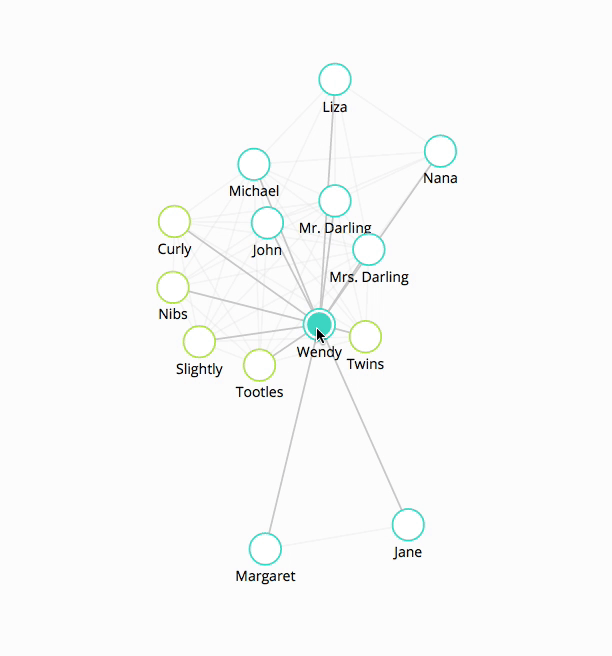 Liza
Nana
Michael
Mr. Darling
John
Curly
Mrs. Darling
Nibs
Wendy
Twins
Slightly
Tootles
Jane
Margaret